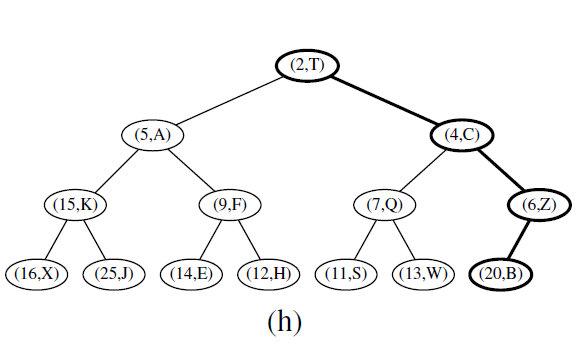 (2,T)
(5,A) (4,C)
(15,K) (9,F) (7,Q) (6,Z)
(16,X) (25,J) (14,E) (12,H) (11,S) (13,W) (20,B)
(h)